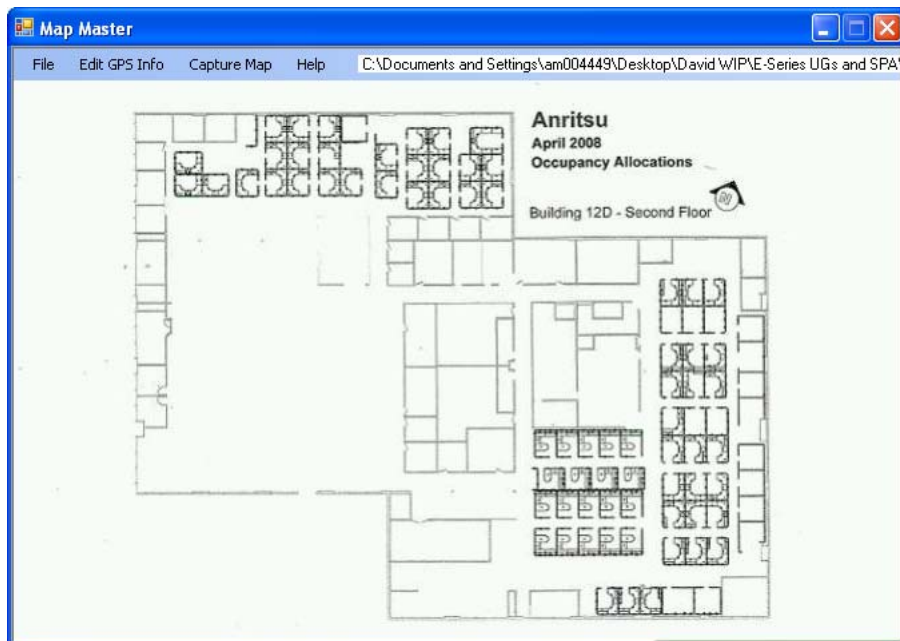 Map Master
File Edit GPS Info Capture Map Help C:\Documents and Settings\am004449\Desktop\David WIP\E-Series UGs and SPA\
Anritsu
April 2008
Occupancy Allocations
Building 12D - Second Floor